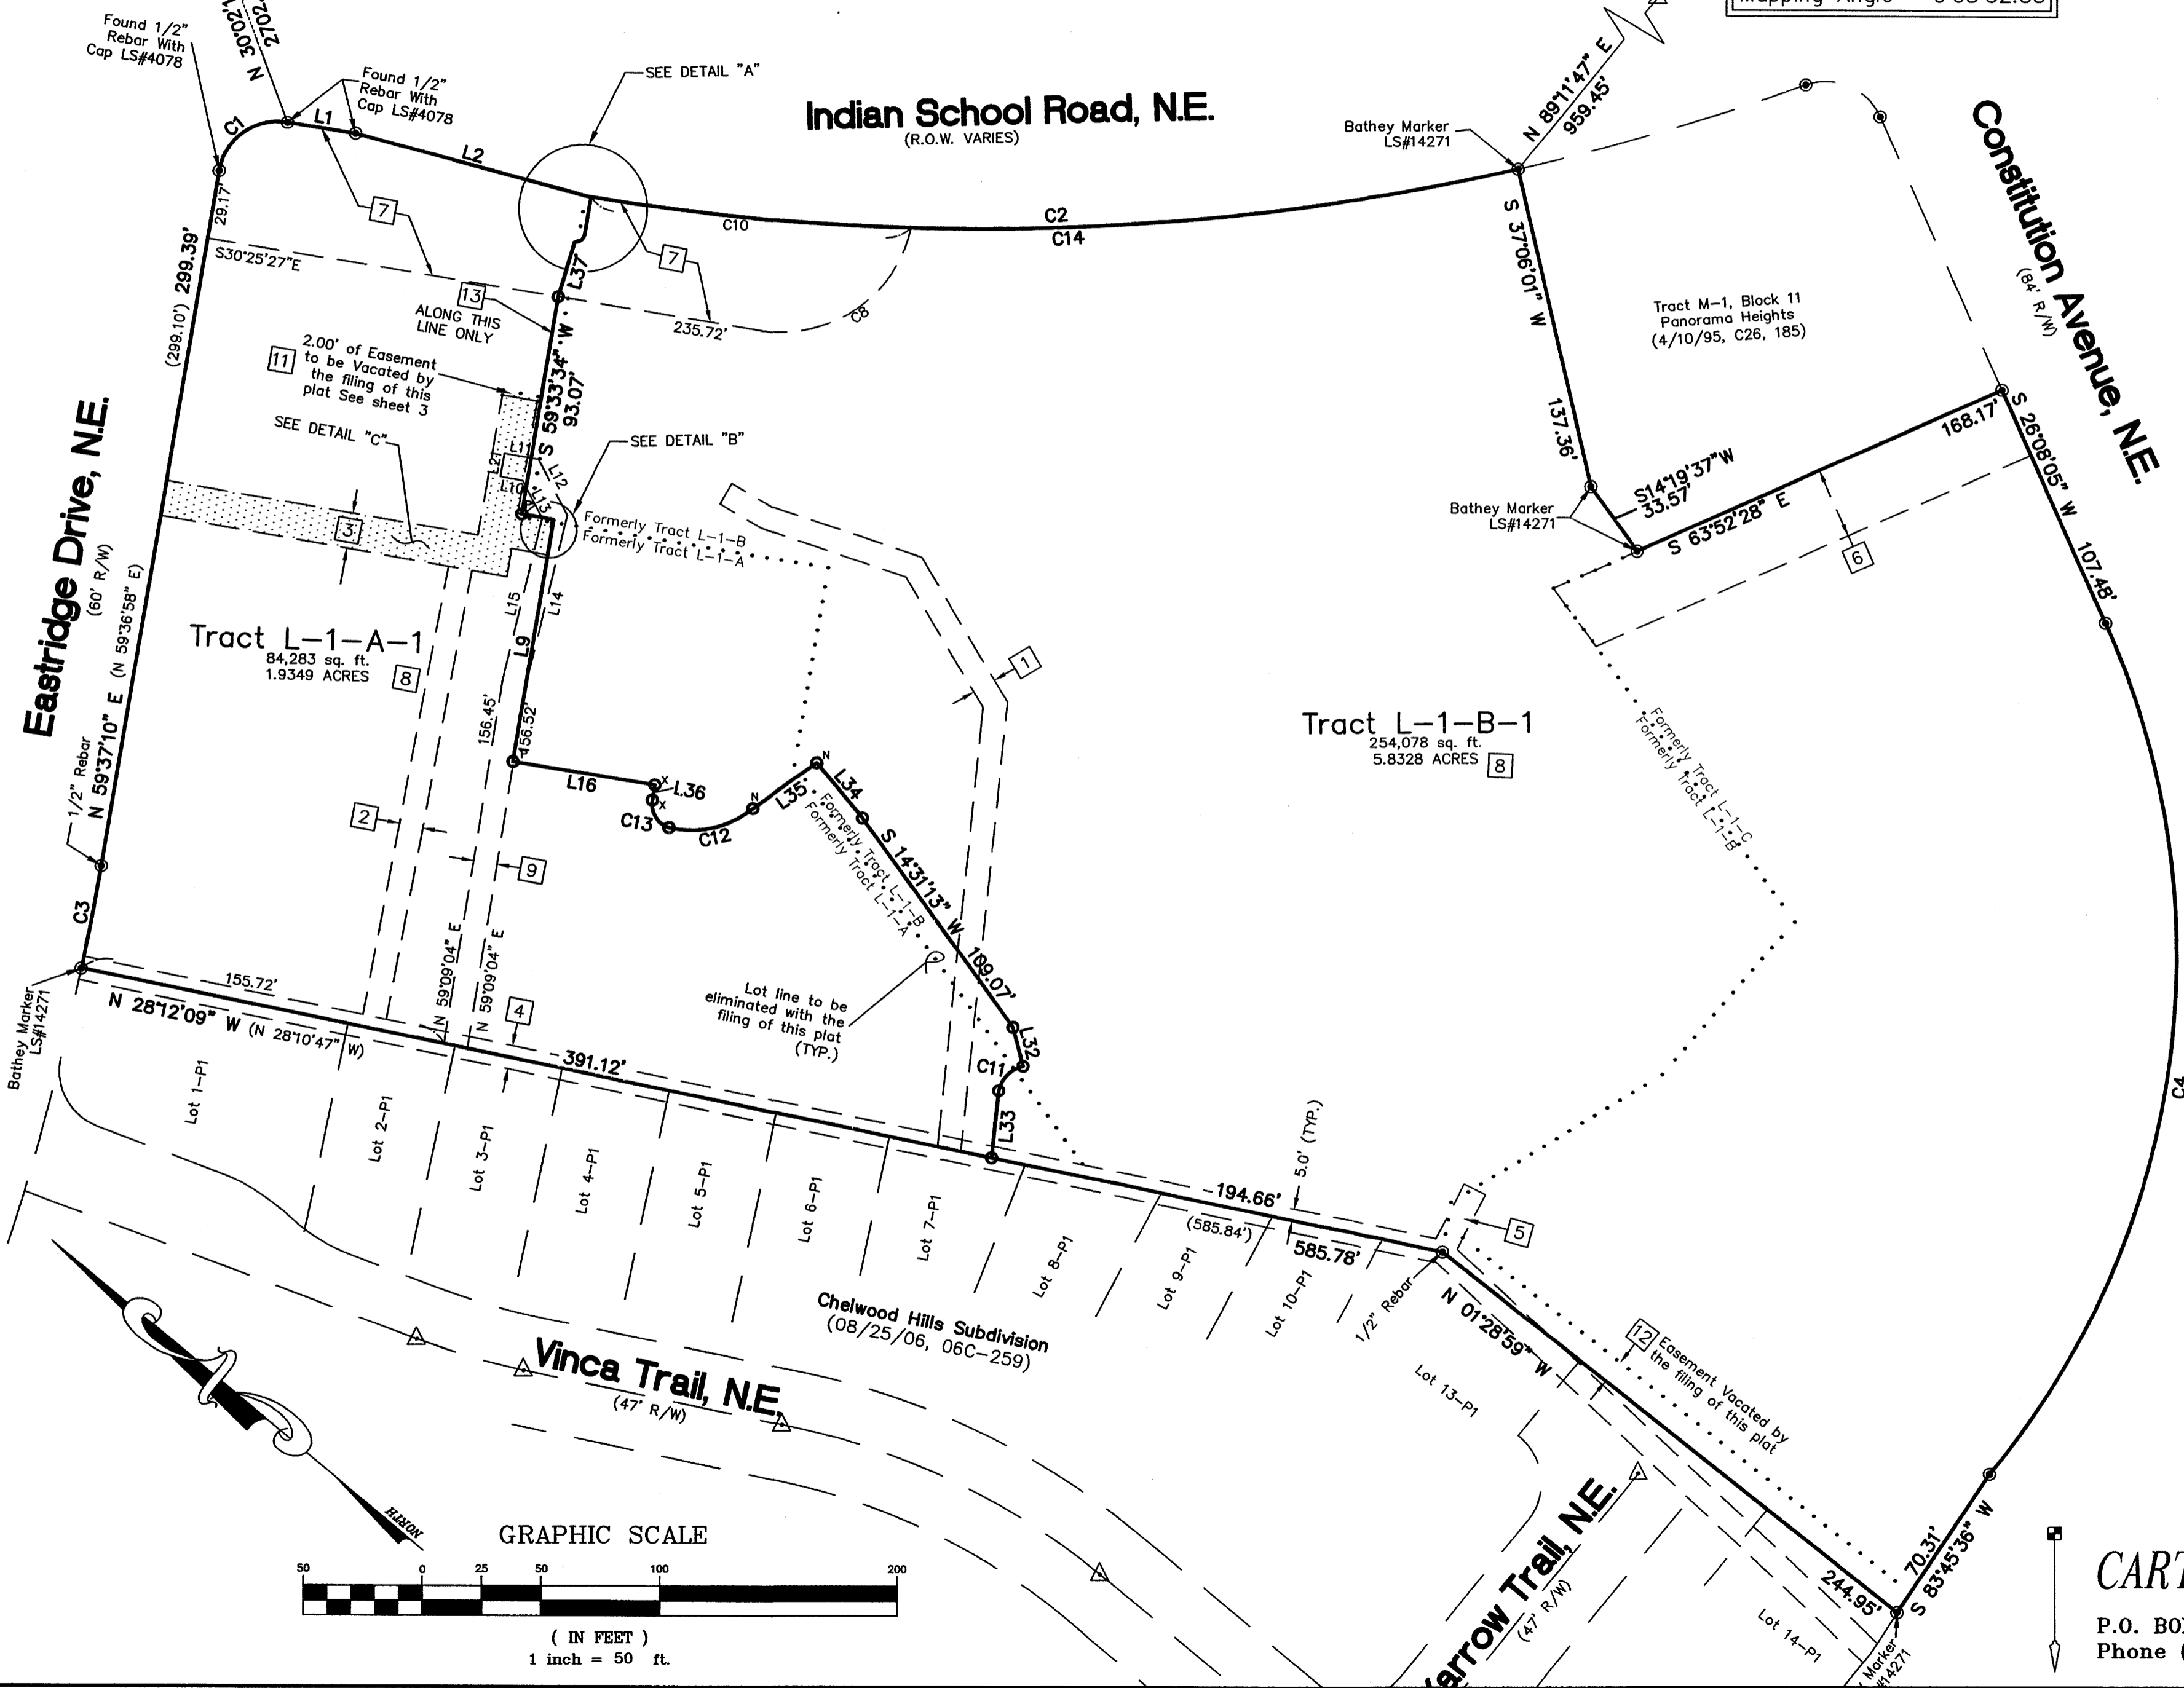 Found 1/2"
Rebar With
Cap LS#4078
N 30°02'1
2702.
Found 1/2"
Rebar With
Cap LS#4078
SEE DETAIL "A"
Indian School Road, N.E.
(R.O.W. VARIES)
Bathey Marker
LS#14271
N 89°11'47" E
959.45'
Constitution Avenue, N.E.
(84' R/W)
C1
L1
L2
29.17'
7
C10
C2
C14
7
S30°25'27"E
L37
235.72'
C8
13
ALONG THIS
LINE ONLY
(299.10') 299.39'
11
2.00' of Easement
to be Vacated by
the filing of this
plat See sheet 3
S 59°33'34" W
93.07'
SEE DETAIL "C"
SEE DETAIL "B"
L11
L21
L12
L10
L13
3
Formerly Tract L-1-B
Formerly Tract L-1-A
S 37°06'01" W
137.36'
Tract M-1, Block 11
Panorama Heights
(4/10/95, C26, 185)
S14°19'37"W
33.57'
Bathey Marker
LS#14271
168.17'
S 63°52'28" E
S 26°08'05" W
107.48'
6
Eastridge Drive, N.E.
(60' R/W)
N 59°37'10" E (N 59°36'58" E)
1/2" Rebar
Tract L-1-A-1
84,283 sq. ft.
1.9349 ACRES
8
L15
L14
L9
156.45'
156.52'
1
Tract L-1-B-1
254,078 sq. ft.
5.8328 ACRES
8
Formerly Tract L-1-C
Formerly Tract L-1-B
L16
X
L36
X
C13
C12
N
L35
N
L34
Formerly Tract L-1-B
Formerly Tract L-1-A
S 14°31'13" W
109.07'
2
9
C3
C4
N 59°09'04" E
N 59°09'04" E
155.72'
4
Lot line to be
eliminated with the
filing of this plat
(TYP.)
L32
C11
L33
Bathey Marker
LS#14271
N 28°12'09" W (N 28°10'47" W)
391.12'
194.66'
(585.84')
585.78'
5.0' (TYP.)
5
Lot 1-P1
Lot 2-P1
Lot 3-P1
Lot 4-P1
Lot 5-P1
Lot 6-P1
Lot 7-P1
Lot 8-P1
Lot 9-P1
Lot 10-P1
1/2" Rebar
N 01°28'59" W
12
Easement Vacated by
the filing of this plat
Lot 13-P1
Chelwood Hills Subdivision
(08/25/06, 06C-259)
Vinca Trail, N.E.
(47' R/W)
NORTH
GRAPHIC SCALE
50 0 25 50 100 200
( IN FEET )
1 inch = 50 ft.
Yarrow Trail, N.E.
(47' R/W)
244.95'
70.31'
S 83°45'36" W
Lot 14-P1
Marker
#14271
CART
P.O. BO
Phone (